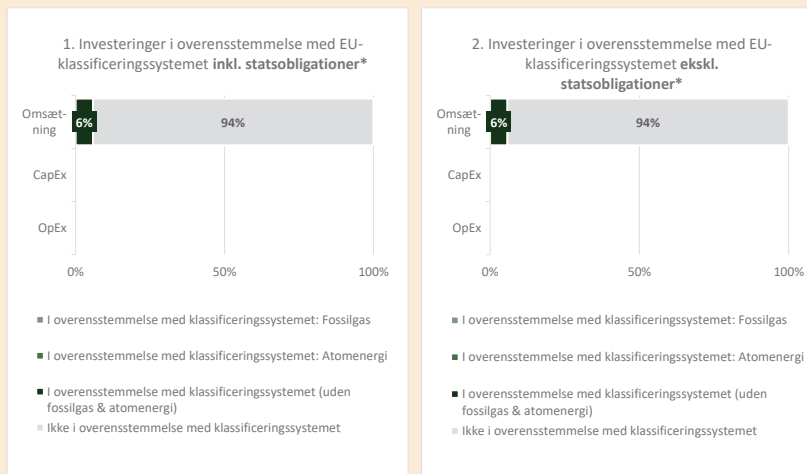 1. Investeringer i overensstemmelse med EU-
klassificeringssystemet inkl. statsobligationer*
Omsæt-
ning
6%
94%
CapEx
OpEx
0%
50%
100%
I overensstemmelse med klassificeringssystemet: Fossilgas
I overensstemmelse med klassificeringssystemet: Atomenergi
I overensstemmelse med klassificeringssystemet (uden
fossilgas & atomenergi)
Ikke i overensstemmelse med klassificeringssystemet
2. Investeringer i overensstemmelse med EU-
klassificeringssystemet ekskl.
statsobligationer*
Omsæt-
ning
6%
94%
CapEx
OpEx
0%
50%
100%
I overensstemmelse med klassificeringssystemet: Fossilgas
I overensstemmelse med klassificeringssystemet: Atomenergi
I overensstemmelse med klassificeringssystemet (uden
fossilgas & atomenergi)
Ikke i overensstemmelse med klassificeringssystemet